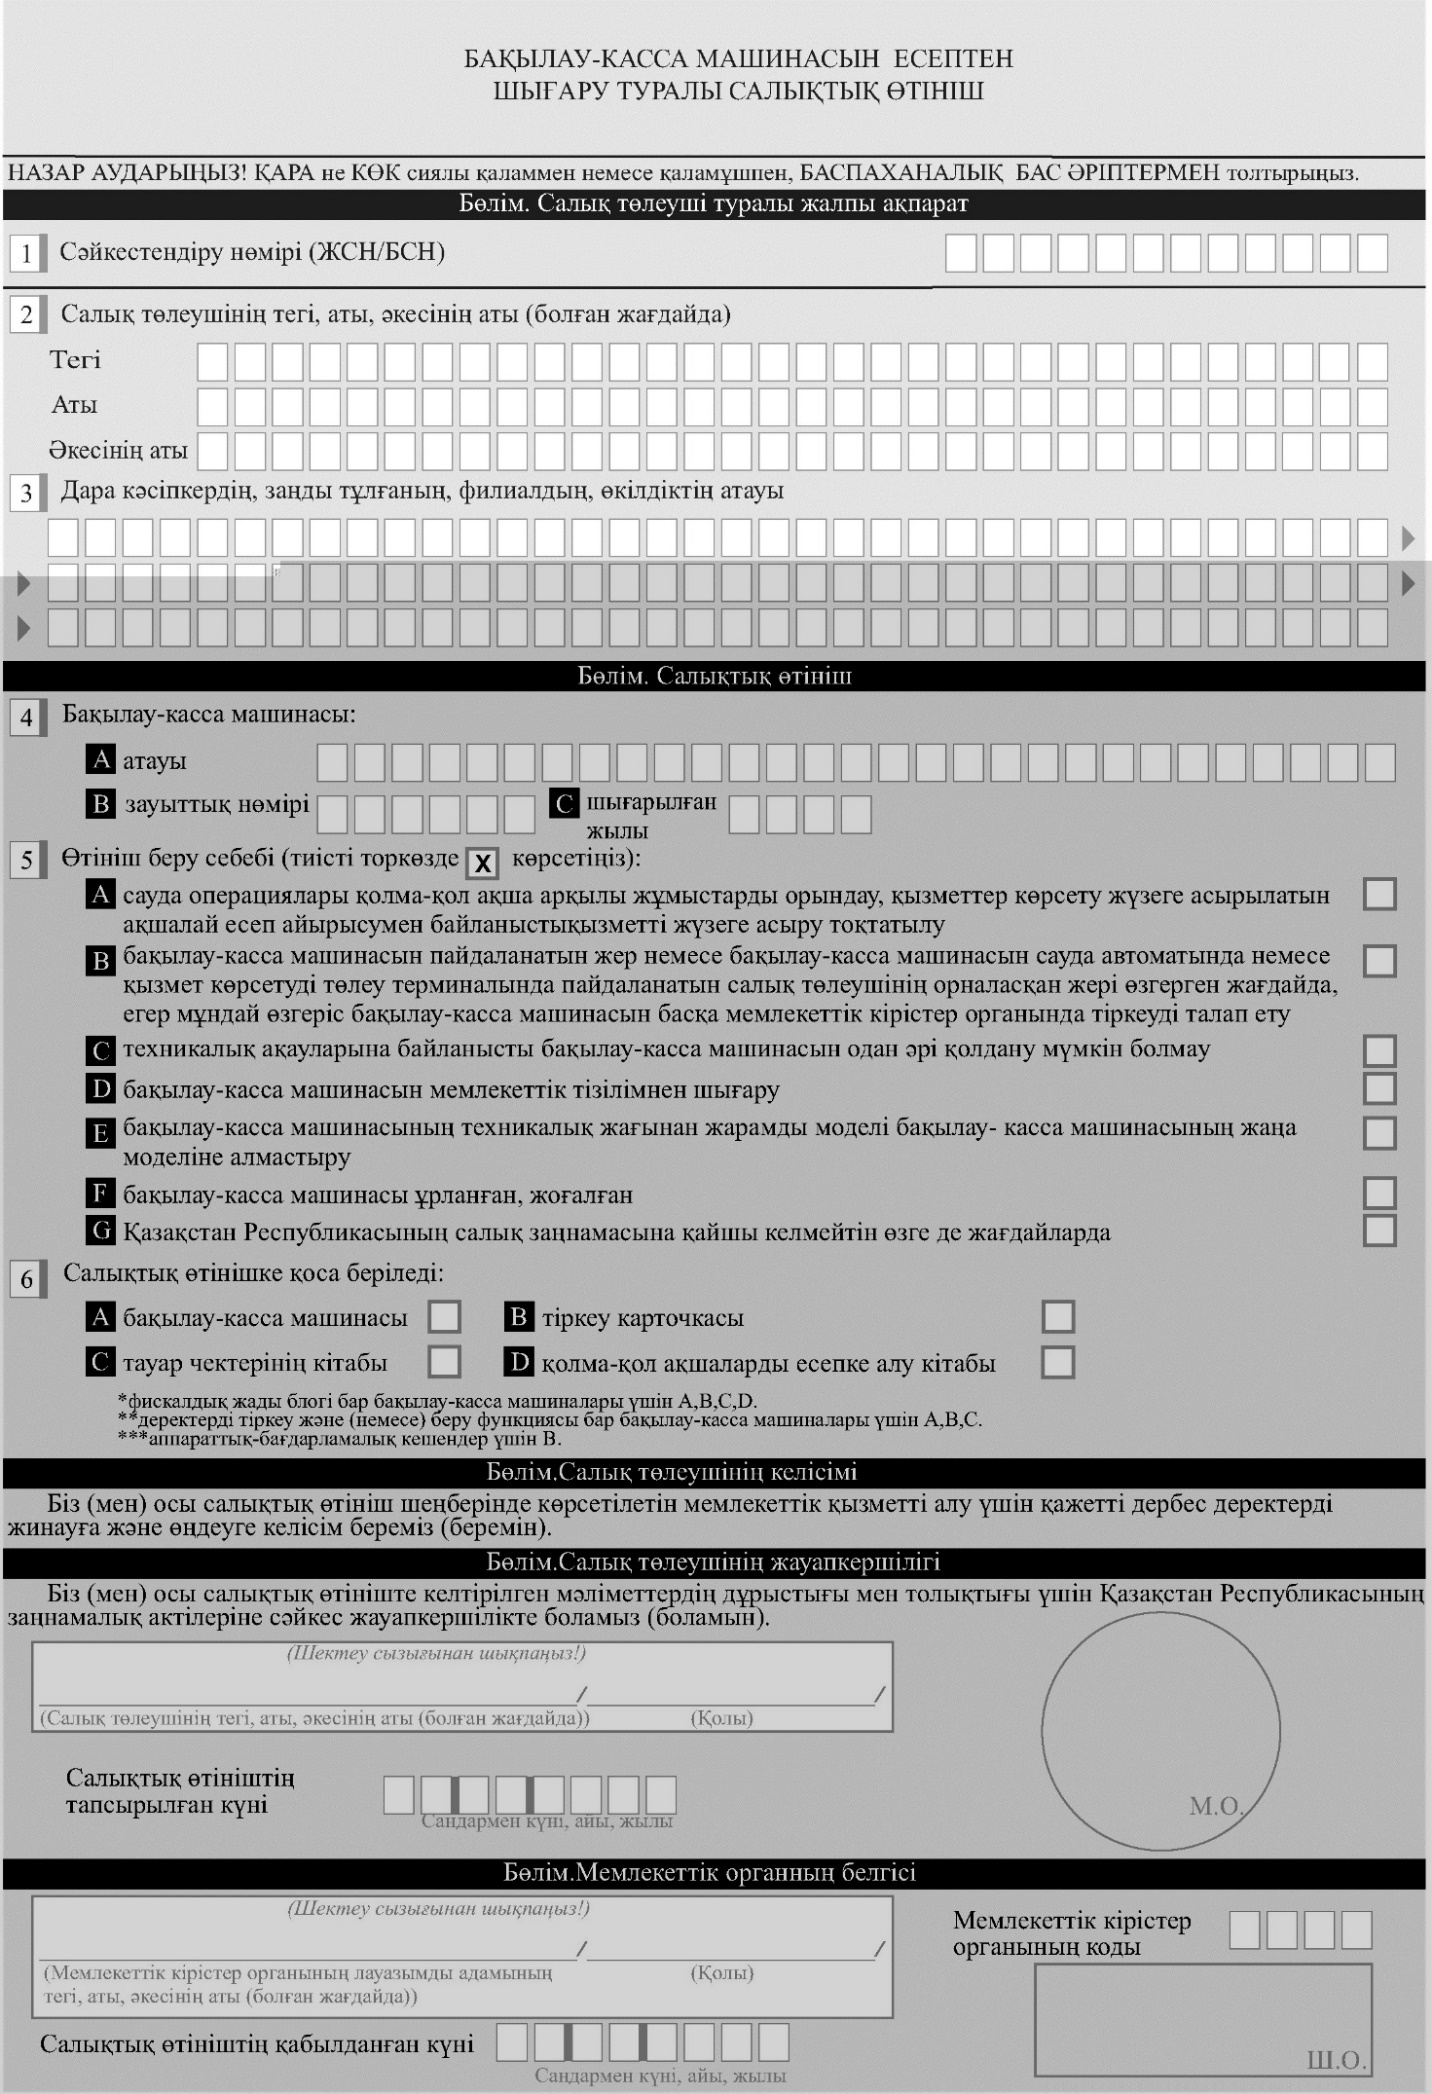 БАҚЫЛАУ-КАССА МАШИНАСЫН ЕСЕПТЕН
ШЫҒАРУ ТУРАЛЫ САЛЫҚТЫҚ ӨТІНІШ
НАЗАР АУДАРЫҢЫЗ! ҚАРА не КӨК сиялы қаламмен немесе қаламұшпен, БАСПАХАНАЛЫҚ БАС ӘРІПТЕРМЕН толтырыңыз.
Бөлім. Салық төлеуші туралы жалпы ақпарат
1 Сәйкестендіру нөмірі (ЖСН/БСН)
2 Салық төлеушінің тегі, аты, әкесінің аты (болған жағдайда)
Тегі
Аты
Әкесінің аты
3 Дара кәсіпкердің, заңды тұлғаның, филиалдың, өкілдіктің атауы
Бөлім. Салықтық өтініш
4 Бақылау-касса машинасы:
A атауы
B зауыттық нөмірі C шығарылған
жылы
5 Өтініш беру себебі (тиісті торкөзде X көрсетіңіз):
A сауда операциялары қолма-қол ақша арқылы жұмыстарды орындау, қызметтер көрсету жүзеге асырылатын
ақшалай есеп айырысумен байланыстықызметті жүзеге асыру тоқтатылу
B бақылау-касса машинасын пайдаланатын жер немесе бақылау-касса машинасын сауда автоматында немесе
қызмет көрсетуді төлеу терминалында пайдаланатын салық төлеушінің орналасқан жері өзгерген жағдайда,
егер мұндай өзгеріс бақылау-касса машинасын басқа мемлекеттік кірістер органында тіркеуді талап ету
C техникалық ақауларына байланысты бақылау-касса машинасын одан әрі қолдану мүмкін болмау
D бақылау-касса машинасын мемлекеттік тізілімнен шығару
E бақылау-касса машинасының техникалық жағынан жарамды моделі бақылау- касса машинасының жаңа
моделіне алмастыру
F бақылау-касса машинасы ұрланған, жоғалған
G Қазақстан Республикасының салық заңнамасына қайшы келмейтін өзге де жағдайларда
6 Салықтық өтінішке қоса беріледі:
A бақылау-касса машинасы B тіркеу карточкасы
C тауар чектерінің кітабы D қолма-қол ақшаларды есепке алу кітабы
*фискалдық жады блогі бар бақылау-касса машиналары үшін A,B,C,D.
**деректерді тіркеу және (немесе) беру функциясы бар бақылау-касса машиналары үшін A,B,C.
***аппараттық-бағдарламалық кешендер үшін B.
Бөлім.Салық төлеушінің келісімі
Біз (мен) осы салықтық өтініш шеңберінде көрсетілетін мемлекеттік қызметті алу үшін қажетті дербес деректерді
жинауға және өңдеуге келісім береміз (беремін).
Бөлім.Салық төлеушінің жауапкершілігі
Біз (мен) осы салықтық өтініште келтірілген мәліметтердің дұрыстығы мен толықтығы үшін Қазақстан Республикасының
заңнамалық актілеріне сәйкес жауапкершілікте боламыз (боламын).
(Шектеу сызығынан шықпаңыз!)
/ /
(Салық төлеушінің тегі, аты, әкесінің аты (болған жағдайда)) (Қолы)
Салықтық өтініштің
тапсырылған күні
Сандармен күні, айы, жылы
М.О.
Бөлім.Мемлекеттік органның белгісі
(Шектеу сызығынан шықпаңыз!)
/ /
(Мемлекеттік кірістер органының лауазымды адамының (Қолы)
тегі, аты, әкесінің аты (болған жағдайда))
Мемлекеттік кірістер
органының коды
Салықтық өтініштің қабылданған күні
Сандармен күні, айы, жылы
Ш.О.